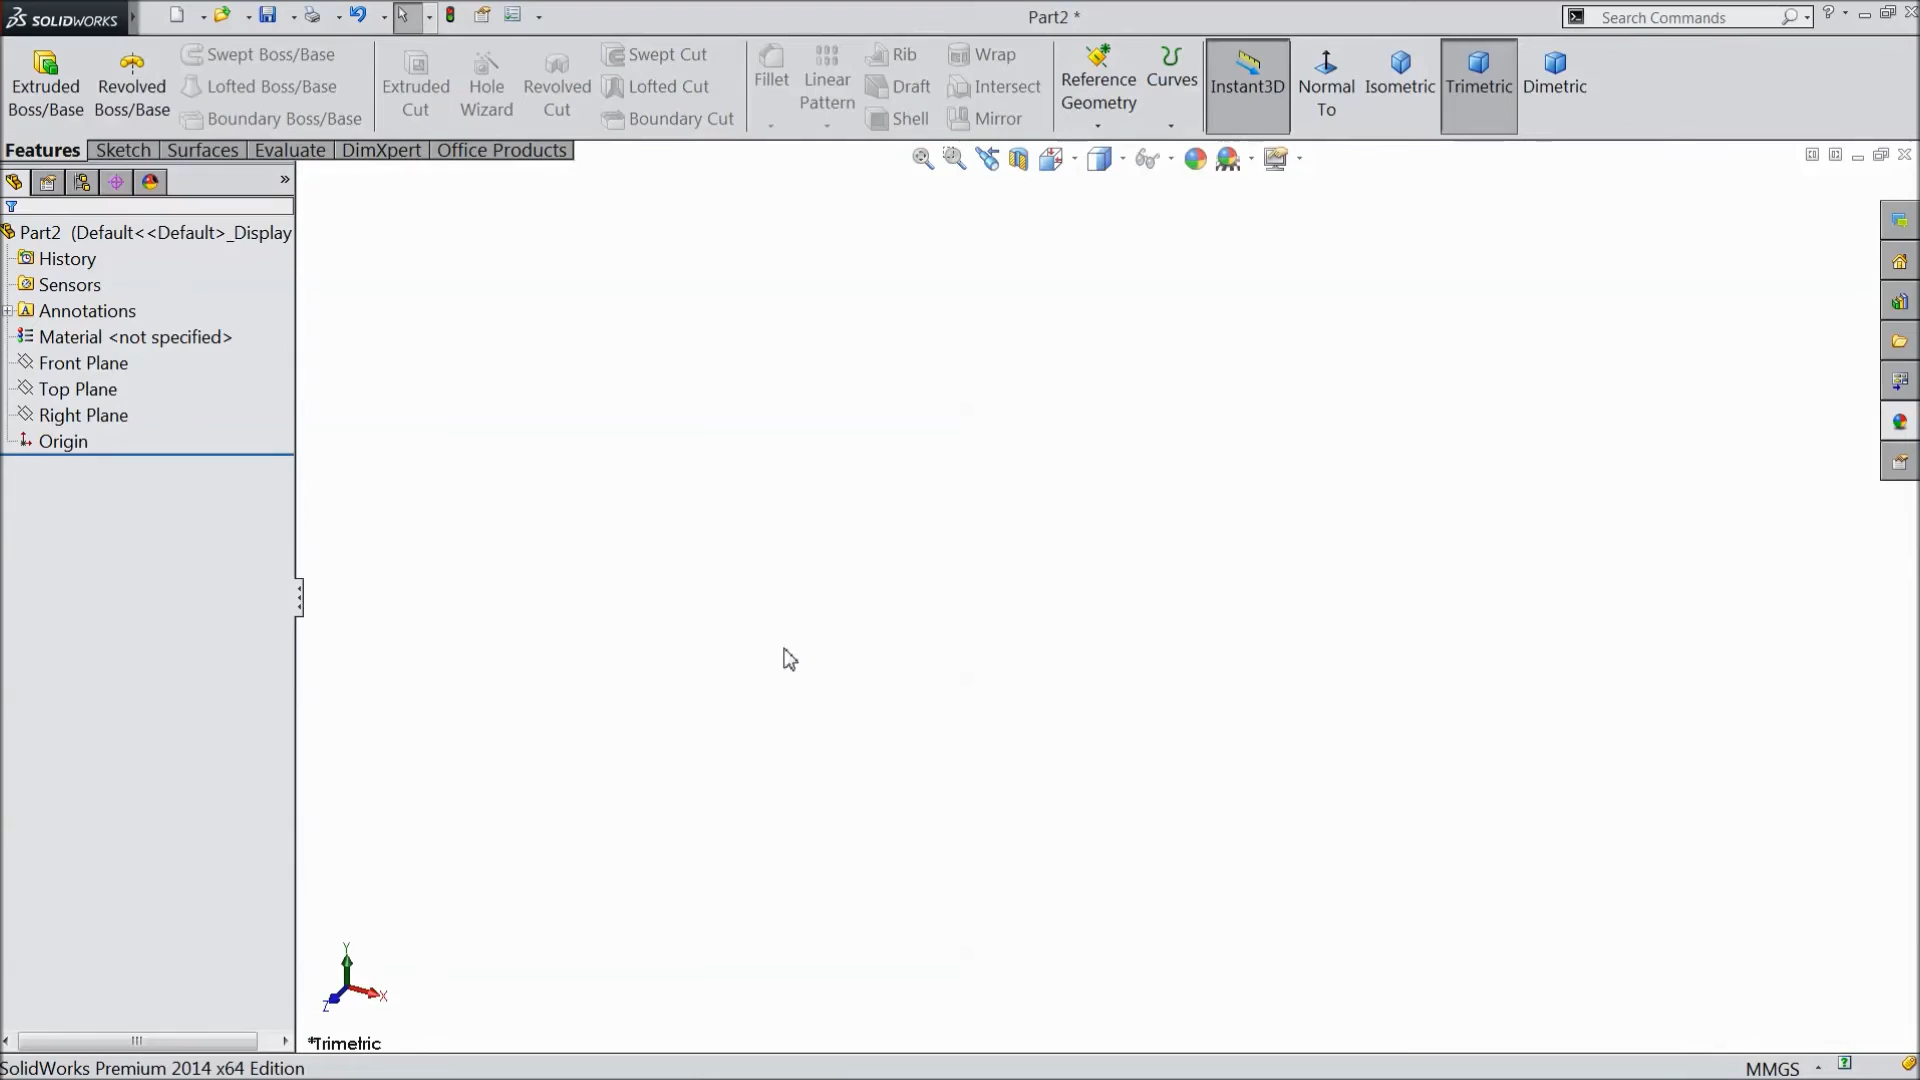 SOLIDWORKS
Part2 *
Search Commands
?
Extruded Boss/Base
Revolved Boss/Base
Swept Boss/Base
Lofted Boss/Base
Boundary Boss/Base
Extruded Cut
Hole Wizard
Revolved Cut
Swept Cut
Lofted Cut
Boundary Cut
Fillet
Linear Pattern
Rib
Draft
Shell
Wrap
Intersect
Mirror
Reference Geometry
Curves
Instant3D
Normal To
Isometric
Trimetric
Dimetric
Features
Sketch
Surfaces
Evaluate
DimXpert
Office Products
»
Part2 (Default<<Default>_Display
History
Sensors
A Annotations
Material <not specified>
Front Plane
Top Plane
Right Plane
Origin
Y
X
Z
*Trimetric
SolidWorks Premium 2014 x64 Edition
MMGS
?